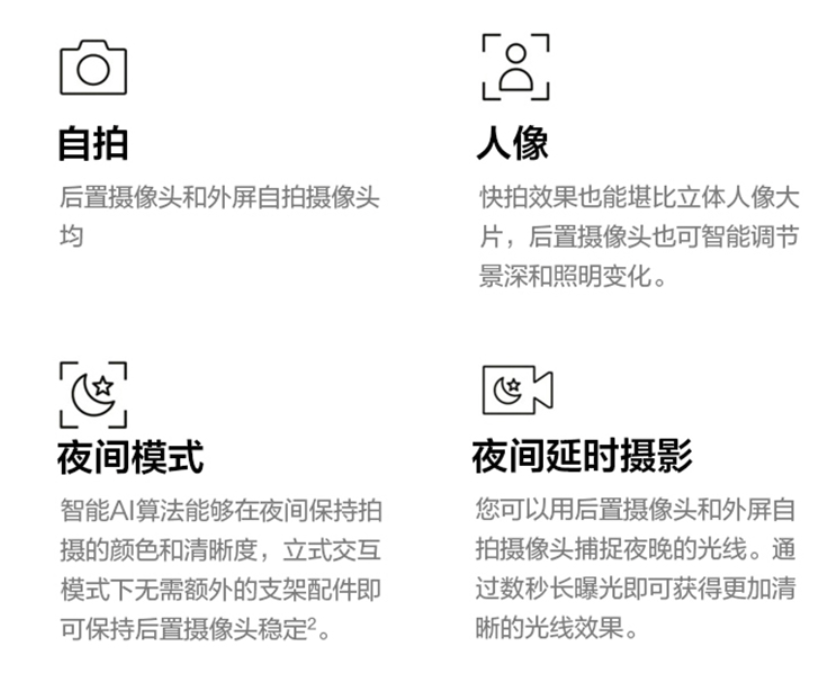 自拍
后置摄像头和外屏自拍摄像头
均
人像
快拍效果也能堪比立体人像大
片，后置摄像头也可智能调节
景深和照明变化。
夜间模式
智能AI算法能够在夜间保持拍
摄的颜色和清晰度，立式交互
模式下无需额外的支架配件即
可保持后置摄像头稳定²。
夜间延时摄影
您可以用后置摄像头和外屏自
拍摄像头捕捉夜晚的光线。通
过数秒长曝光即可获得更加清
晰的光线效果。